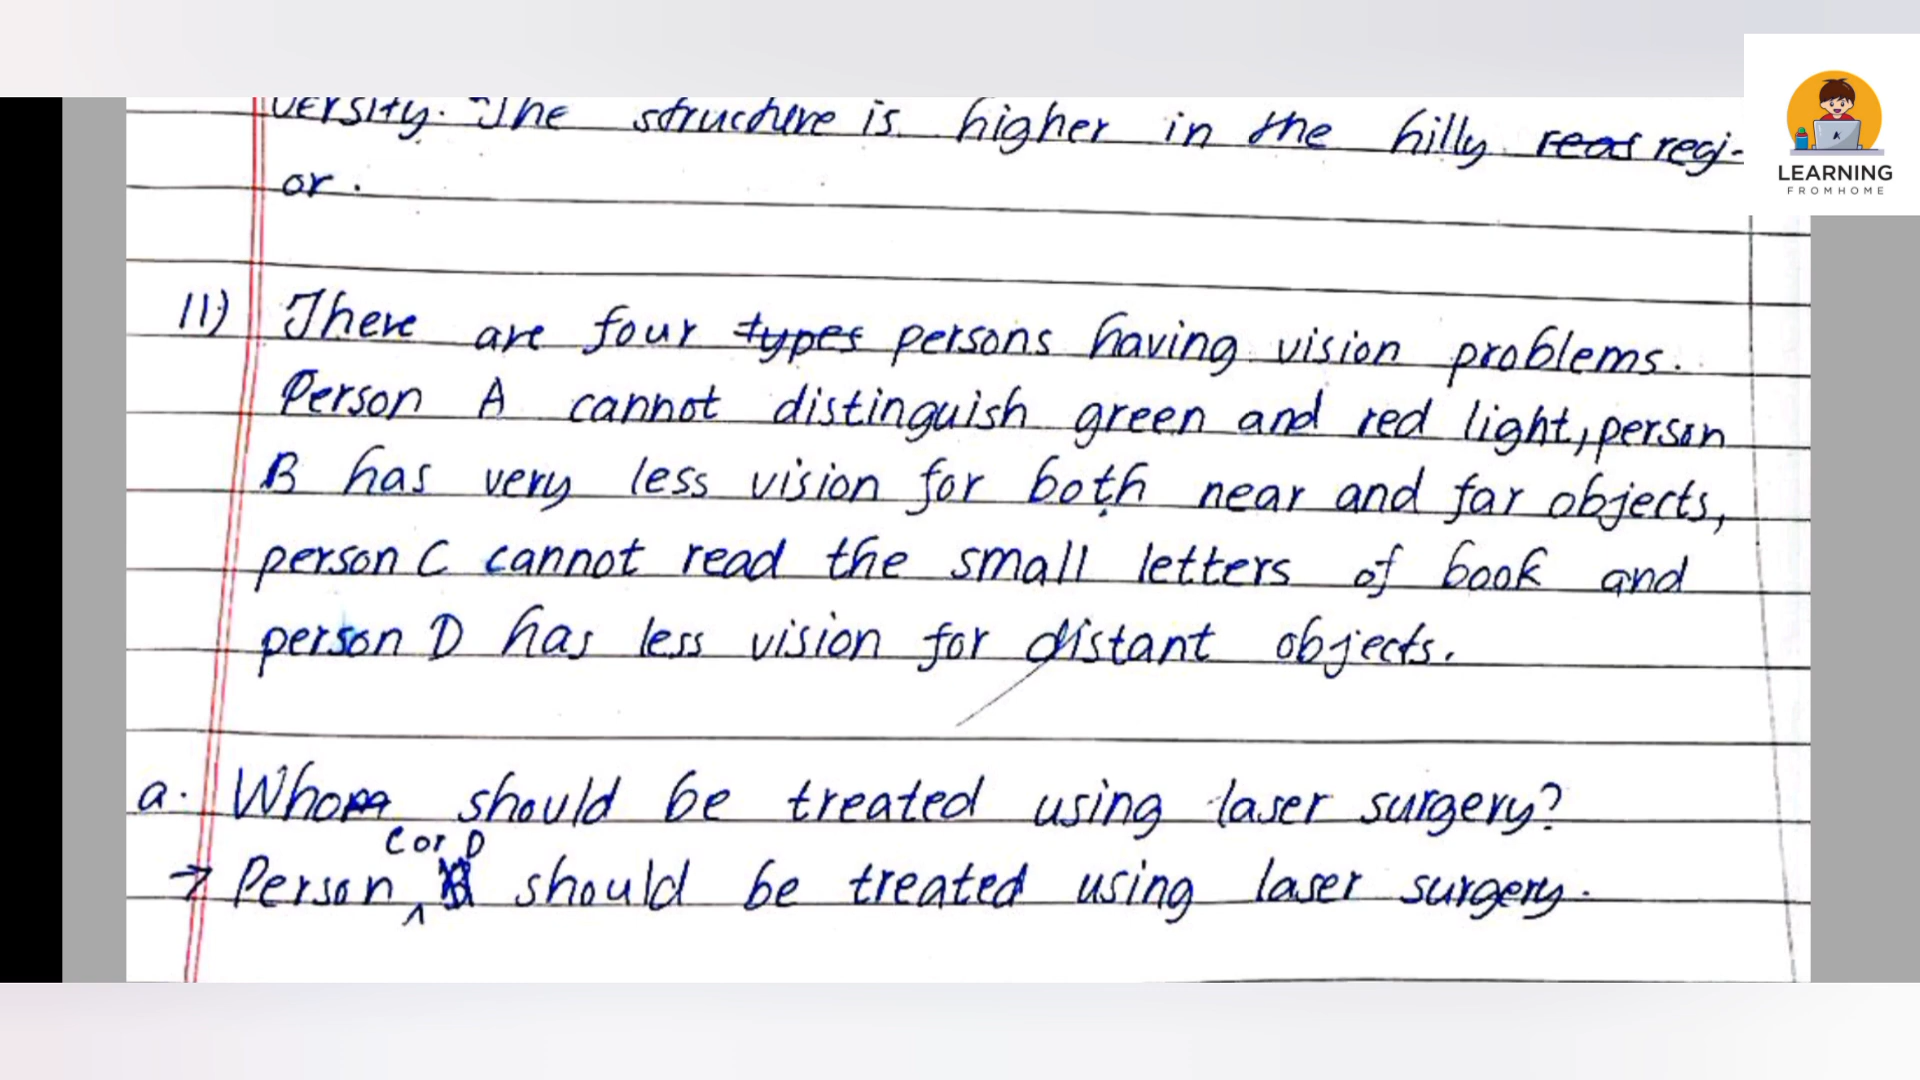 versity. The structure is higher in the hilly reas regi-
or.
LEARNING
FROMHOME
11) There are four types persons having vision problems.
Person A cannot distinguish green and red light, person
B has very less vision for both near and far objects,
person C cannot read the small letters of book and
person D has less vision for distant objects.
a. Whom should be treated using laser surgery?
C or D
→ Person ^ should be treated using laser surgery.